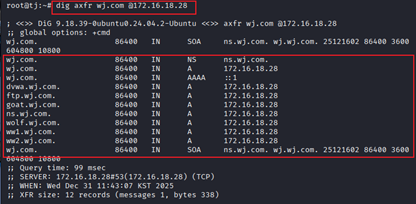 root@tj:~# dig axfr wj.com @172.16.18.28
; <<>> DiG 9.18.39-0ubuntu0.24.04.2-Ubuntu <<>> axfr wj.com @172.16.18.28
;; global options: +cmd
wj.com. 86400 IN SOA ns.wj.com. wj.wj.com. 25121602 86400 3600
604800 10800
wj.com. 86400 IN NS ns.wj.com.
wj.com. 86400 IN A 172.16.18.28
wj.com. 86400 IN AAAA ::1
dvwa.wj.com. 86400 IN A 172.16.18.28
ftp.wj.com. 86400 IN A 172.16.18.28
goat.wj.com. 86400 IN A 172.16.18.28
ns.wj.com. 86400 IN A 172.16.18.28
wolf.wj.com. 86400 IN A 172.16.18.28
ww1.wj.com. 86400 IN A 172.16.18.28
ww2.wj.com. 86400 IN A 172.16.18.28
wj.com. 86400 IN SOA ns.wj.com. wj.wj.com. 25121602 86400 3600
604800 10800
;; Query time: 99 msec
;; SERVER: 172.16.18.28#53(172.16.18.28) (TCP)
;; WHEN: Wed Dec 31 11:43:07 KST 2025
;; XFR size: 12 records (messages 1, bytes 338)